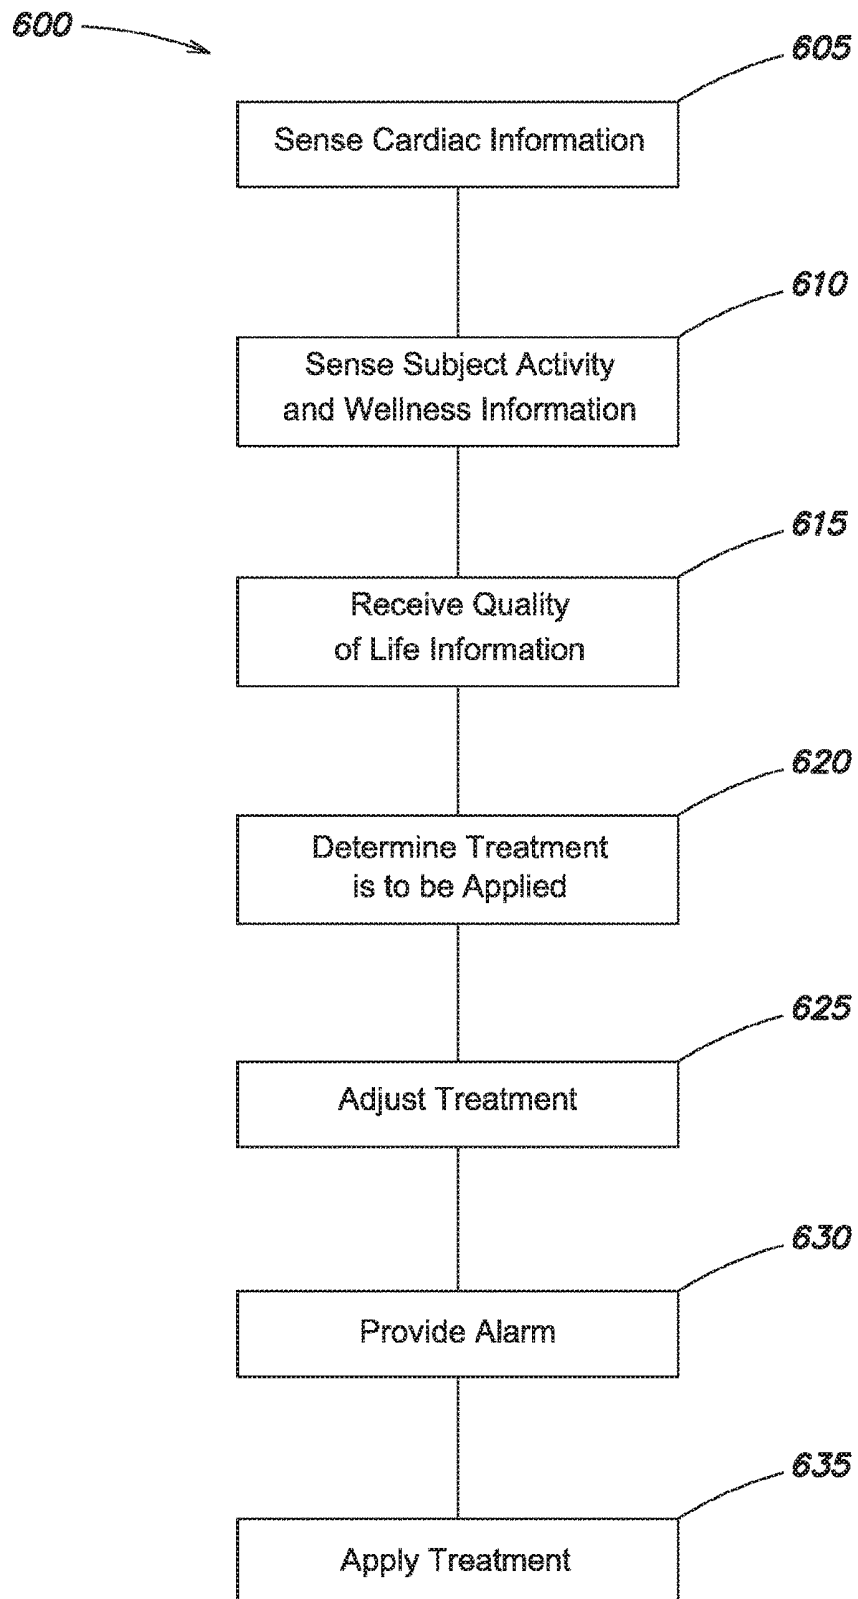 600
605
Sense Cardiac Information
610
Sense Subject Activity
and Wellness Information
615
Receive Quality
of Life Information
620
Determine Treatment
is to be Applied
625
Adjust Treatment
630
Provide Alarm
635
Apply Treatment